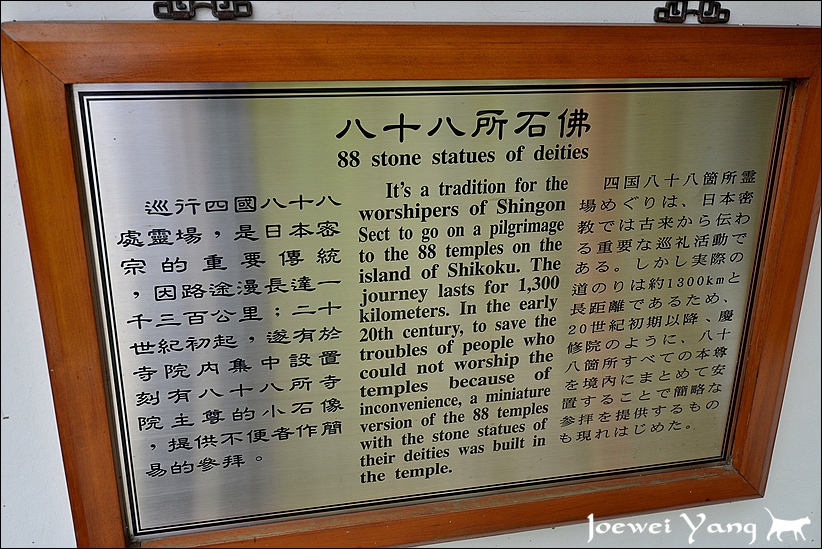 八十八所石佛
88 stone statues of deities
巡行四國八十八
處靈場，是日本密
宗的重要傳統
，因路途漫長達一
千三百公里；二十
世紀初起，遂有於
寺院內集中設置
刻有八十八所寺
院主尊的小石像
，提供不便者作簡
易的參拜。
It's a tradition for the
worshipers of Shingon
Sect to go on a pilgrimage
to the 88 temples on the
island of Shikoku. The
journey lasts for 1,300
kilometers. In the early
20th century, to save the
troubles of people who
could not worship the
temples because of
inconvenience, a miniature
version of the 88 temples
with the stone statues of
their deities was built in
the temple.
四国八十八箇所霊
場めぐりは、日本密
教では古来から伝わ
る重要な巡礼活動で
ある。しかし実際の
道のりは約1300kmと
長距離であるため、
20世紀初期以降、慶
修院のように、八十
八箇所すべての本尊
を境内にまとめて安
置することで簡略な
参拝を提供するもの
も現れはじめた。
Joewei Yang